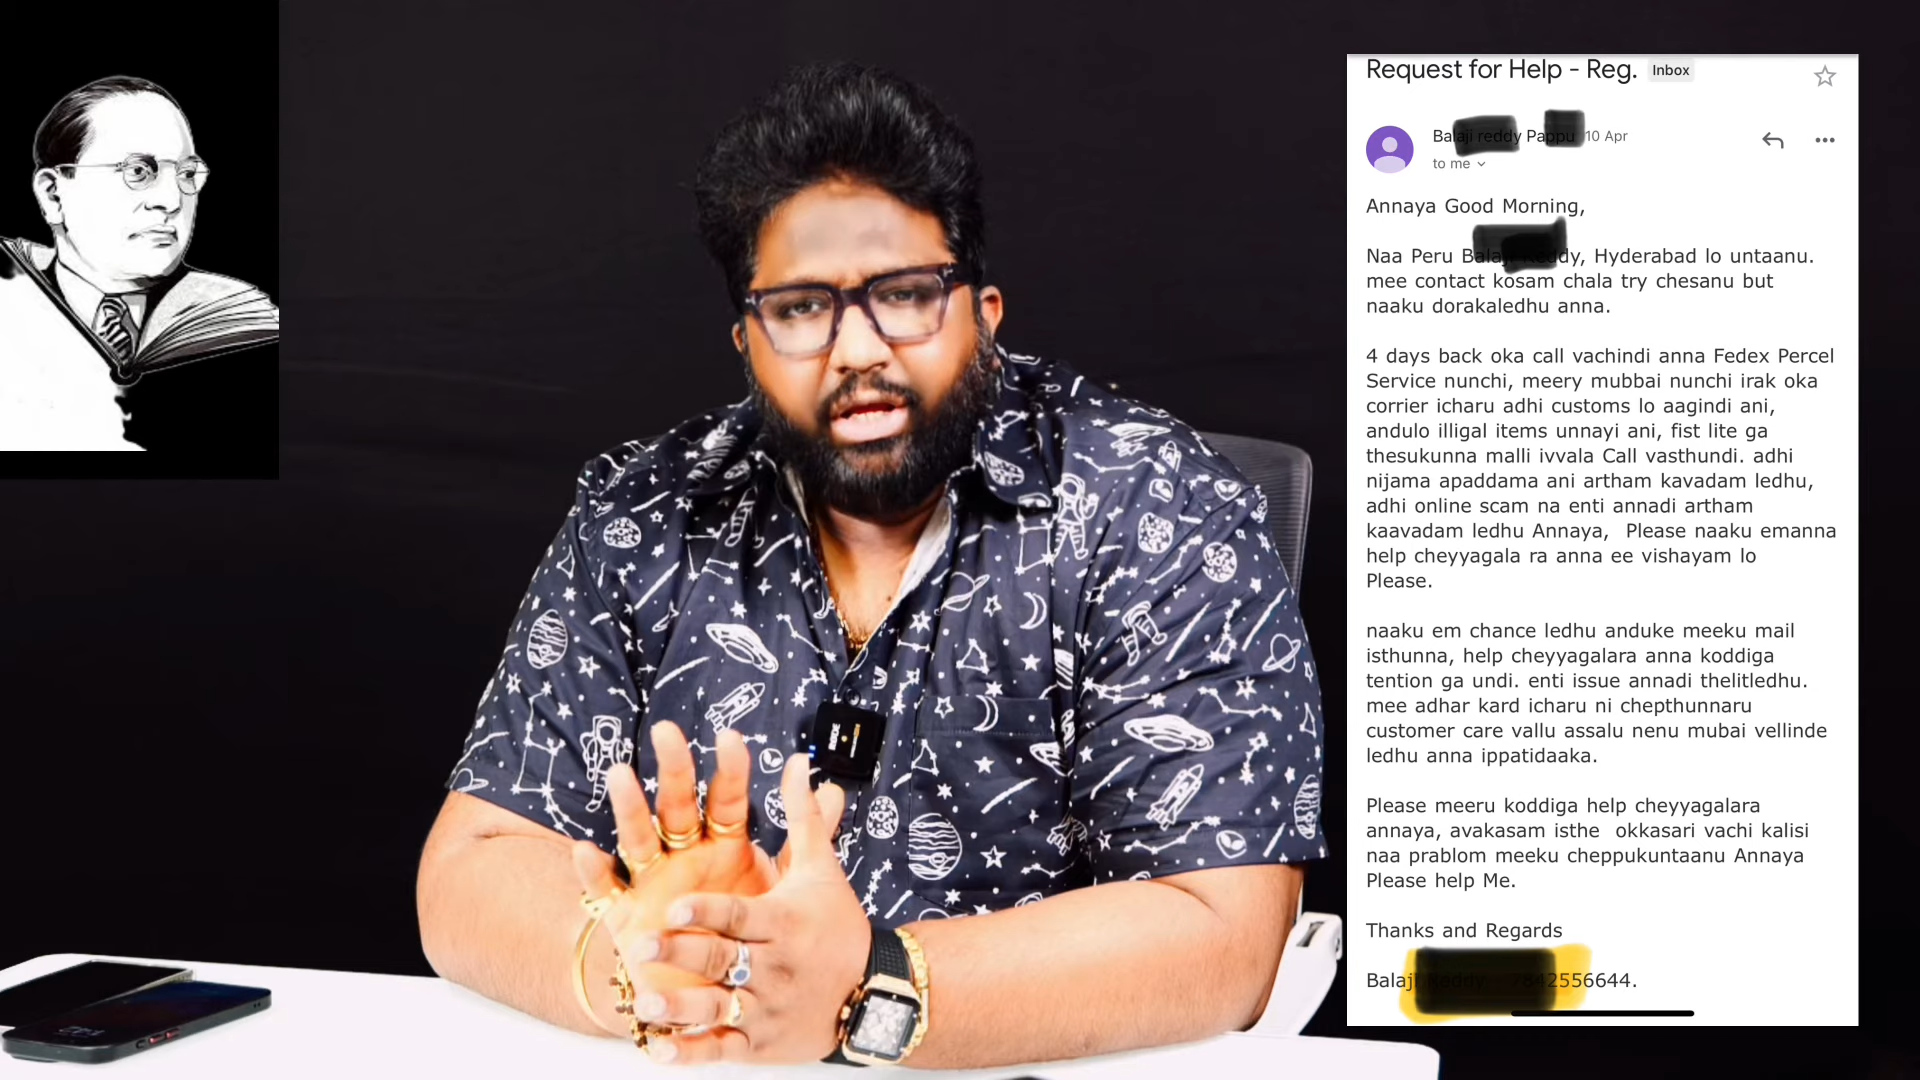 Request for Help - Reg. Inbox
10 Apr
to me
Annaya Good Morning,
Naa Peru Hyderabad lo untaanu.
mee contact kosam chala try chesanu but
naaku dorakaledhu anna.
4 days back oka call vachindi anna Fedex Percel
Service nunchi, meery mubbai nunchi irak oka
corrier icharu adhi customs lo aagindi ani,
andulo illigal items unnayi ani, fist lite ga
thesukunna malli ivvala Call vasthundi. adhi
nijama apaddama ani artham kavadam ledhu,
adhi online scam na enti annadi artham
kaavadam ledhu Annaya, Please naaku emanna
help cheyyagala ra anna ee vishayam lo
Please.
naaku em chance ledhu anduke meeku mail
isthunna, help cheyyagalara anna koddiga
tention ga undi. enti issue annadi thelitledhu.
mee adhar kard icharu ni chepthunnaru
customer care vallu assalu nenu mubai vellinde
ledhu anna ippatidaaka.
Please meeru koddiga help cheyyagalara
annaya, avakasam isthe okkasari vachi kalisi
naa prablom meeku cheppukuntaanu Annaya
Please help Me.
Thanks and Regards
RODE